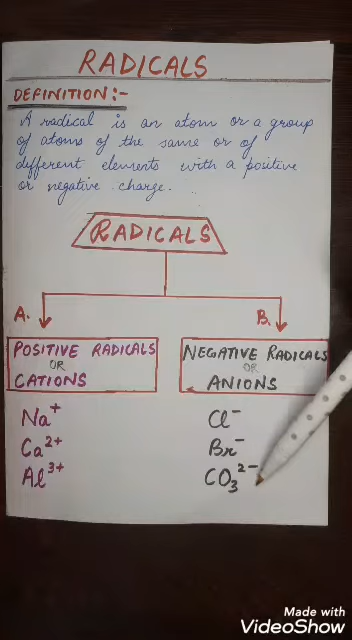 RADICALS
DEFINITION:-
A radical is an atom or a group
of atoms of the same or of
different elements with a positive
or negative charge.
RADICALS
A.
B.
POSITIVE RADICALS
OR
CATIONS
NEGATIVE RADICALS
OR
ANIONS
Na⁺
Cl⁻
Ca²⁺
Br⁻
Al³⁺
CO₃²⁻
Made with
VideoShow